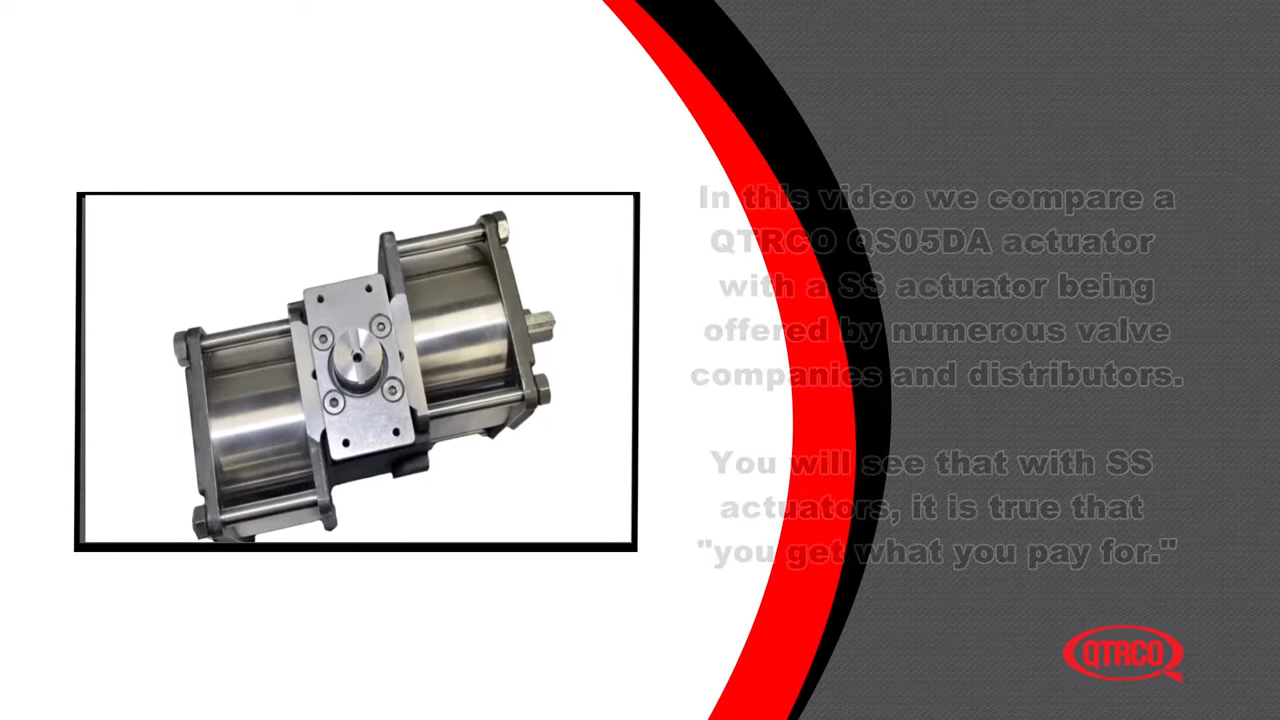 In this video we compare a
QTRCO QS05DA actuator
with a SS actuator being
offered by numerous valve
companies and distributors.
You will see that with SS
actuators, it is true that
"you get what you pay for."
QTRCO